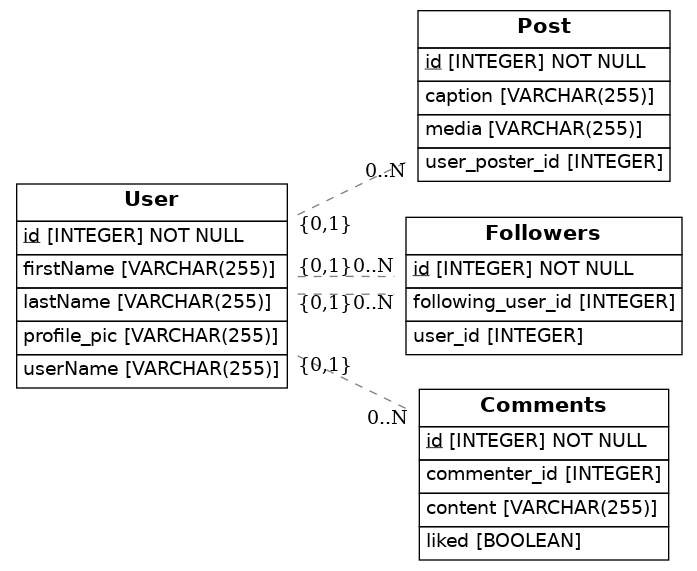 Post
id [INTEGER] NOT NULL
caption [VARCHAR(255)]
media [VARCHAR(255)]
user_poster_id [INTEGER]
0..N
{0,1}
User
id [INTEGER] NOT NULL
firstName [VARCHAR(255)]
lastName [VARCHAR(255)]
profile_pic [VARCHAR(255)]
userName [VARCHAR(255)]
{0,1} 0..N
{0,1} 0..N
Followers
id [INTEGER] NOT NULL
following_user_id [INTEGER]
user_id [INTEGER]
{0,1}
0..N
Comments
id [INTEGER] NOT NULL
commenter_id [INTEGER]
content [VARCHAR(255)]
liked [BOOLEAN]